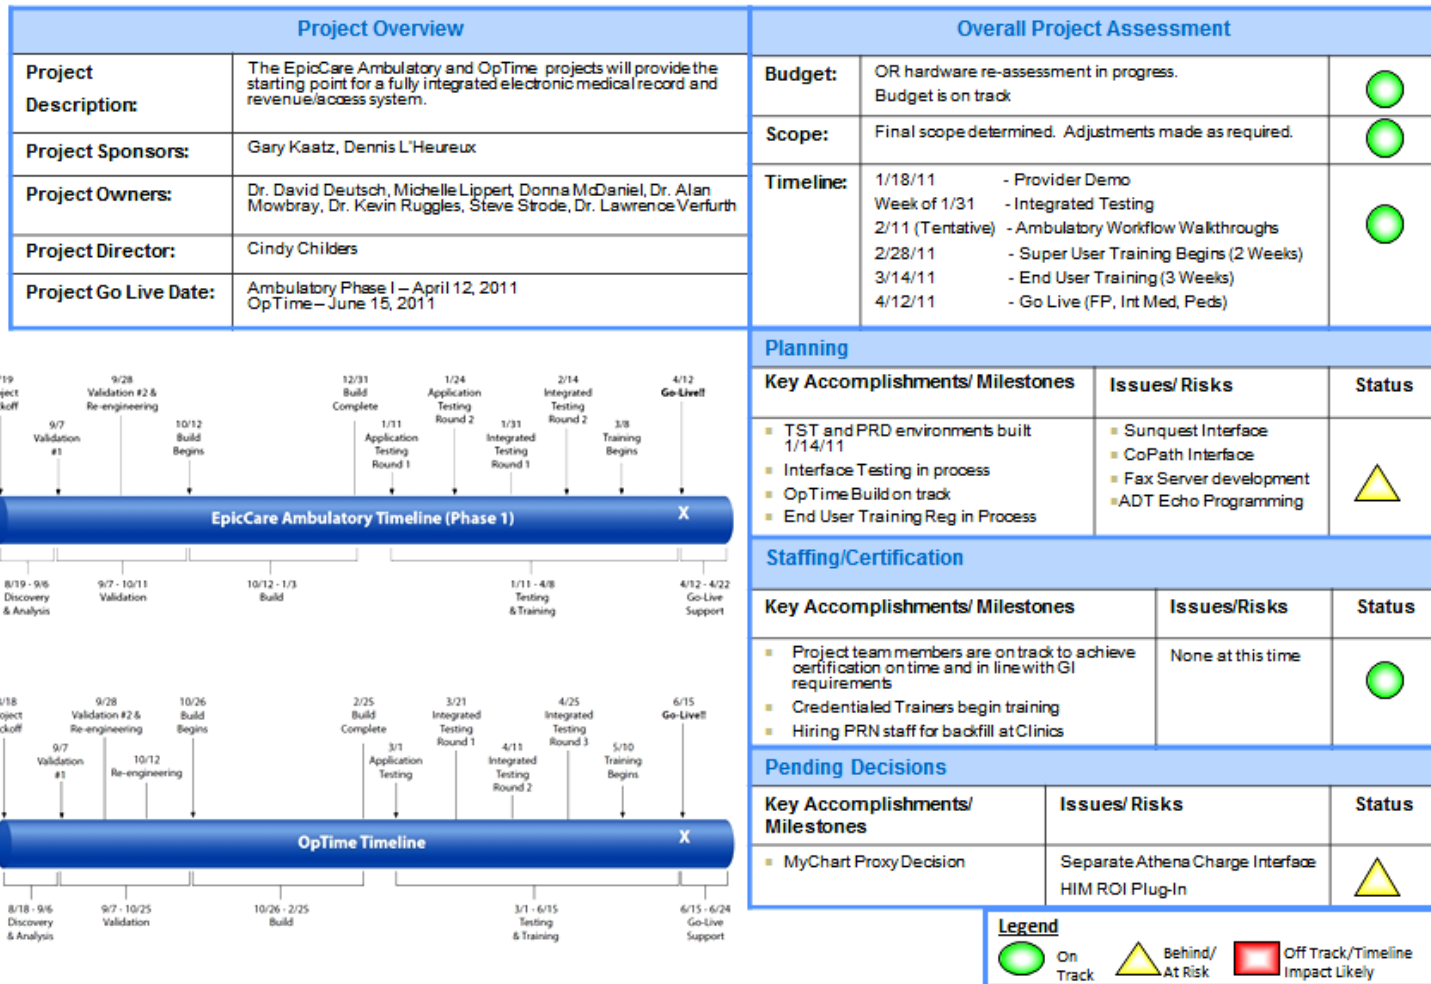 Project Overview
Project
Description:
The EpicCare Ambulatory and OpTime projects will provide the
starting point for a fully integrated electronic medical record and
revenue/access system.
Project Sponsors:
Gary Kaatz, Dennis L'Heureux
Project Owners:
Dr. David Deutsch, Michelle Lippert, Donna McDaniel, Dr. Alan
Mowbray, Dr. Kevin Ruggles, Steve Strode, Dr. Lawrence Verfurth
Project Director:
Cindy Childers
Project Go Live Date:
Ambulatory Phase I – April 12, 2011
OpTime – June 15, 2011
Overall Project Assessment
Budget:
OR hardware re-assessment in progress.
Budget is on track
Scope:
Final scope determined. Adjustments made as required.
Timeline:
1/18/11 - Provider Demo
Week of 1/31 - Integrated Testing
2/11 (Tentative) - Ambulatory Workflow Walkthroughs
2/28/11 - Super User Training Begins (2 Weeks)
3/14/11 - End User Training (3 Weeks)
4/12/11 - Go Live (FP, Int Med, Peds)
Planning
Key Accomplishments/ Milestones
Issues/ Risks
Status
TST and PRD environments built
1/14/11
Interface Testing in process
OpTime Build on track
End User Training Reg in Process
Sunquest Interface
CoPath Interface
Fax Server development
ADT Echo Programming
Staffing/Certification
Key Accomplishments/ Milestones
Issues/Risks
Status
Project team members are on track to achieve
certification on time and in line with GI
requirements
Credentialed Trainers begin training
Hiring PRN staff for backfill at Clinics
None at this time
Pending Decisions
Key Accomplishments/
Milestones
Issues/ Risks
Status
MyChart Proxy Decision
Separate Athena Charge Interface
HIM ROI Plug-In
Legend
On
Track
Behind/
At Risk
Off Track/Timeline
Impact Likely
/19
ject
koff
9/7
Validation
#1
9/28
Validation #2 &
Re-engineering
10/12
Build
Begins
12/31
Build
Complete
1/11
Application
Testing
Round 1
1/24
Application
Testing
Round 2
1/31
Integrated
Testing
Round 1
2/14
Integrated
Testing
Round 2
3/8
Training
Begins
4/12
Go-Live!!
EpicCare Ambulatory Timeline (Phase 1)
X
8/19 - 9/6
Discovery
& Analysis
9/7 - 10/11
Validation
10/12 - 1/3
Build
1/11 - 4/8
Testing
& Training
4/12 - 4/22
Go-Live
Support
/18
oject
ckoff
9/7
Validation
#1
9/28
Validation #2 &
Re-engineering
10/12
Re-engineering
10/26
Build
Begins
2/25
Build
Complete
3/1
Application
Testing
3/21
Integrated
Testing
Round 1
4/11
Integrated
Testing
Round 2
4/25
Integrated
Testing
Round 3
5/10
Training
Begins
6/15
Go-Live!!
OpTime Timeline
X
8/18 - 9/6
Discovery
& Analysis
9/7 - 10/25
Validation
10/26 - 2/25
Build
3/1 - 6/15
Testing
& Training
6/15 - 6/24
Go-Live
Support